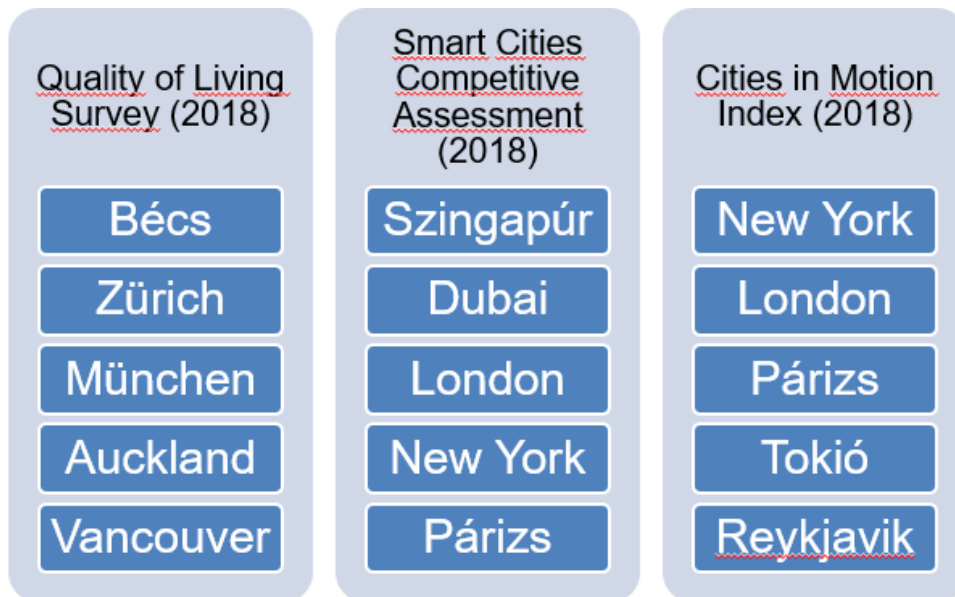 Quality of Living
Survey (2018)
Bécs
Zürich
München
Auckland
Vancouver
Smart Cities
Competitive
Assessment
(2018)
Szingapúr
Dubai
London
New York
Párizs
Cities in Motion
Index (2018)
New York
London
Párizs
Tokió
Reykjavik